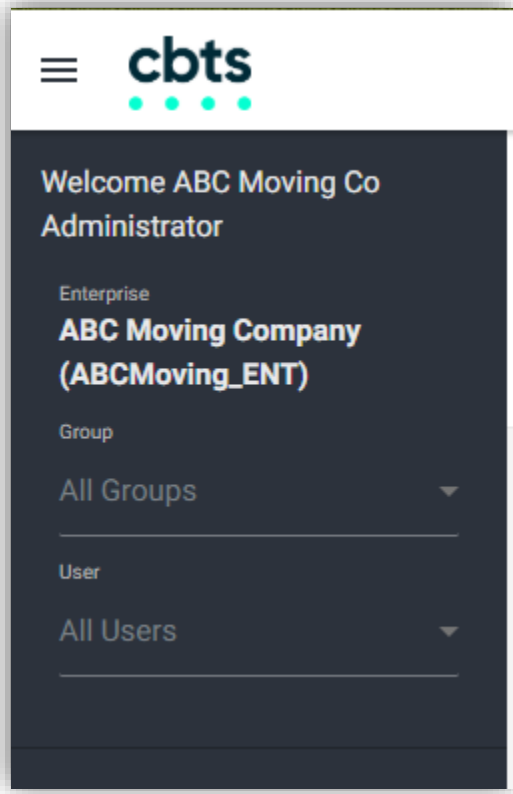 cbts
Welcome ABC Moving Co
Administrator
Enterprise
ABC Moving Company
(ABCMoving_ENT)
Group
All Groups
User
All Users